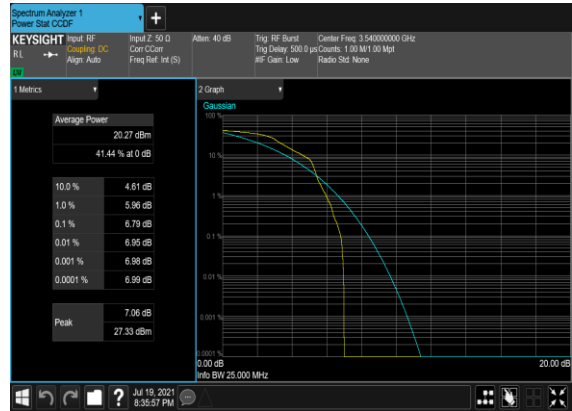 Spectrum Analyzer 1
Power Stat CCDF
+
KEYSIGHT
RL
Input: RF
Coupling: DC
Align: Auto
Input Z: 50 Ω
Corr CCorr
Freq Ref: Int (S)
Atten: 40 dB
Trig: RF Burst
Trig Delay: 500.0 µs
#IF Gain: Low
Center Freq: 3.540000000 GHz
Counts: 1.00 M/1.00 Mpt
Radio Std: None
1 Metrics
Average Power
20.27 dBm
41.44 % at 0 dB
10.0 % 4.61 dB
1.0 % 5.96 dB
0.1 % 6.79 dB
0.01 % 6.95 dB
0.001 % 6.98 dB
0.0001 % 6.99 dB
Peak
7.06 dB
27.33 dBm
2 Graph
Gaussian
100 %
10 %
1 %
0.1 %
0.01 %
0.001 %
0.0001 %
0.00 dB
20.00 dB
Info BW 25.000 MHz
?
Jul 19, 2021
8:35:57 PM